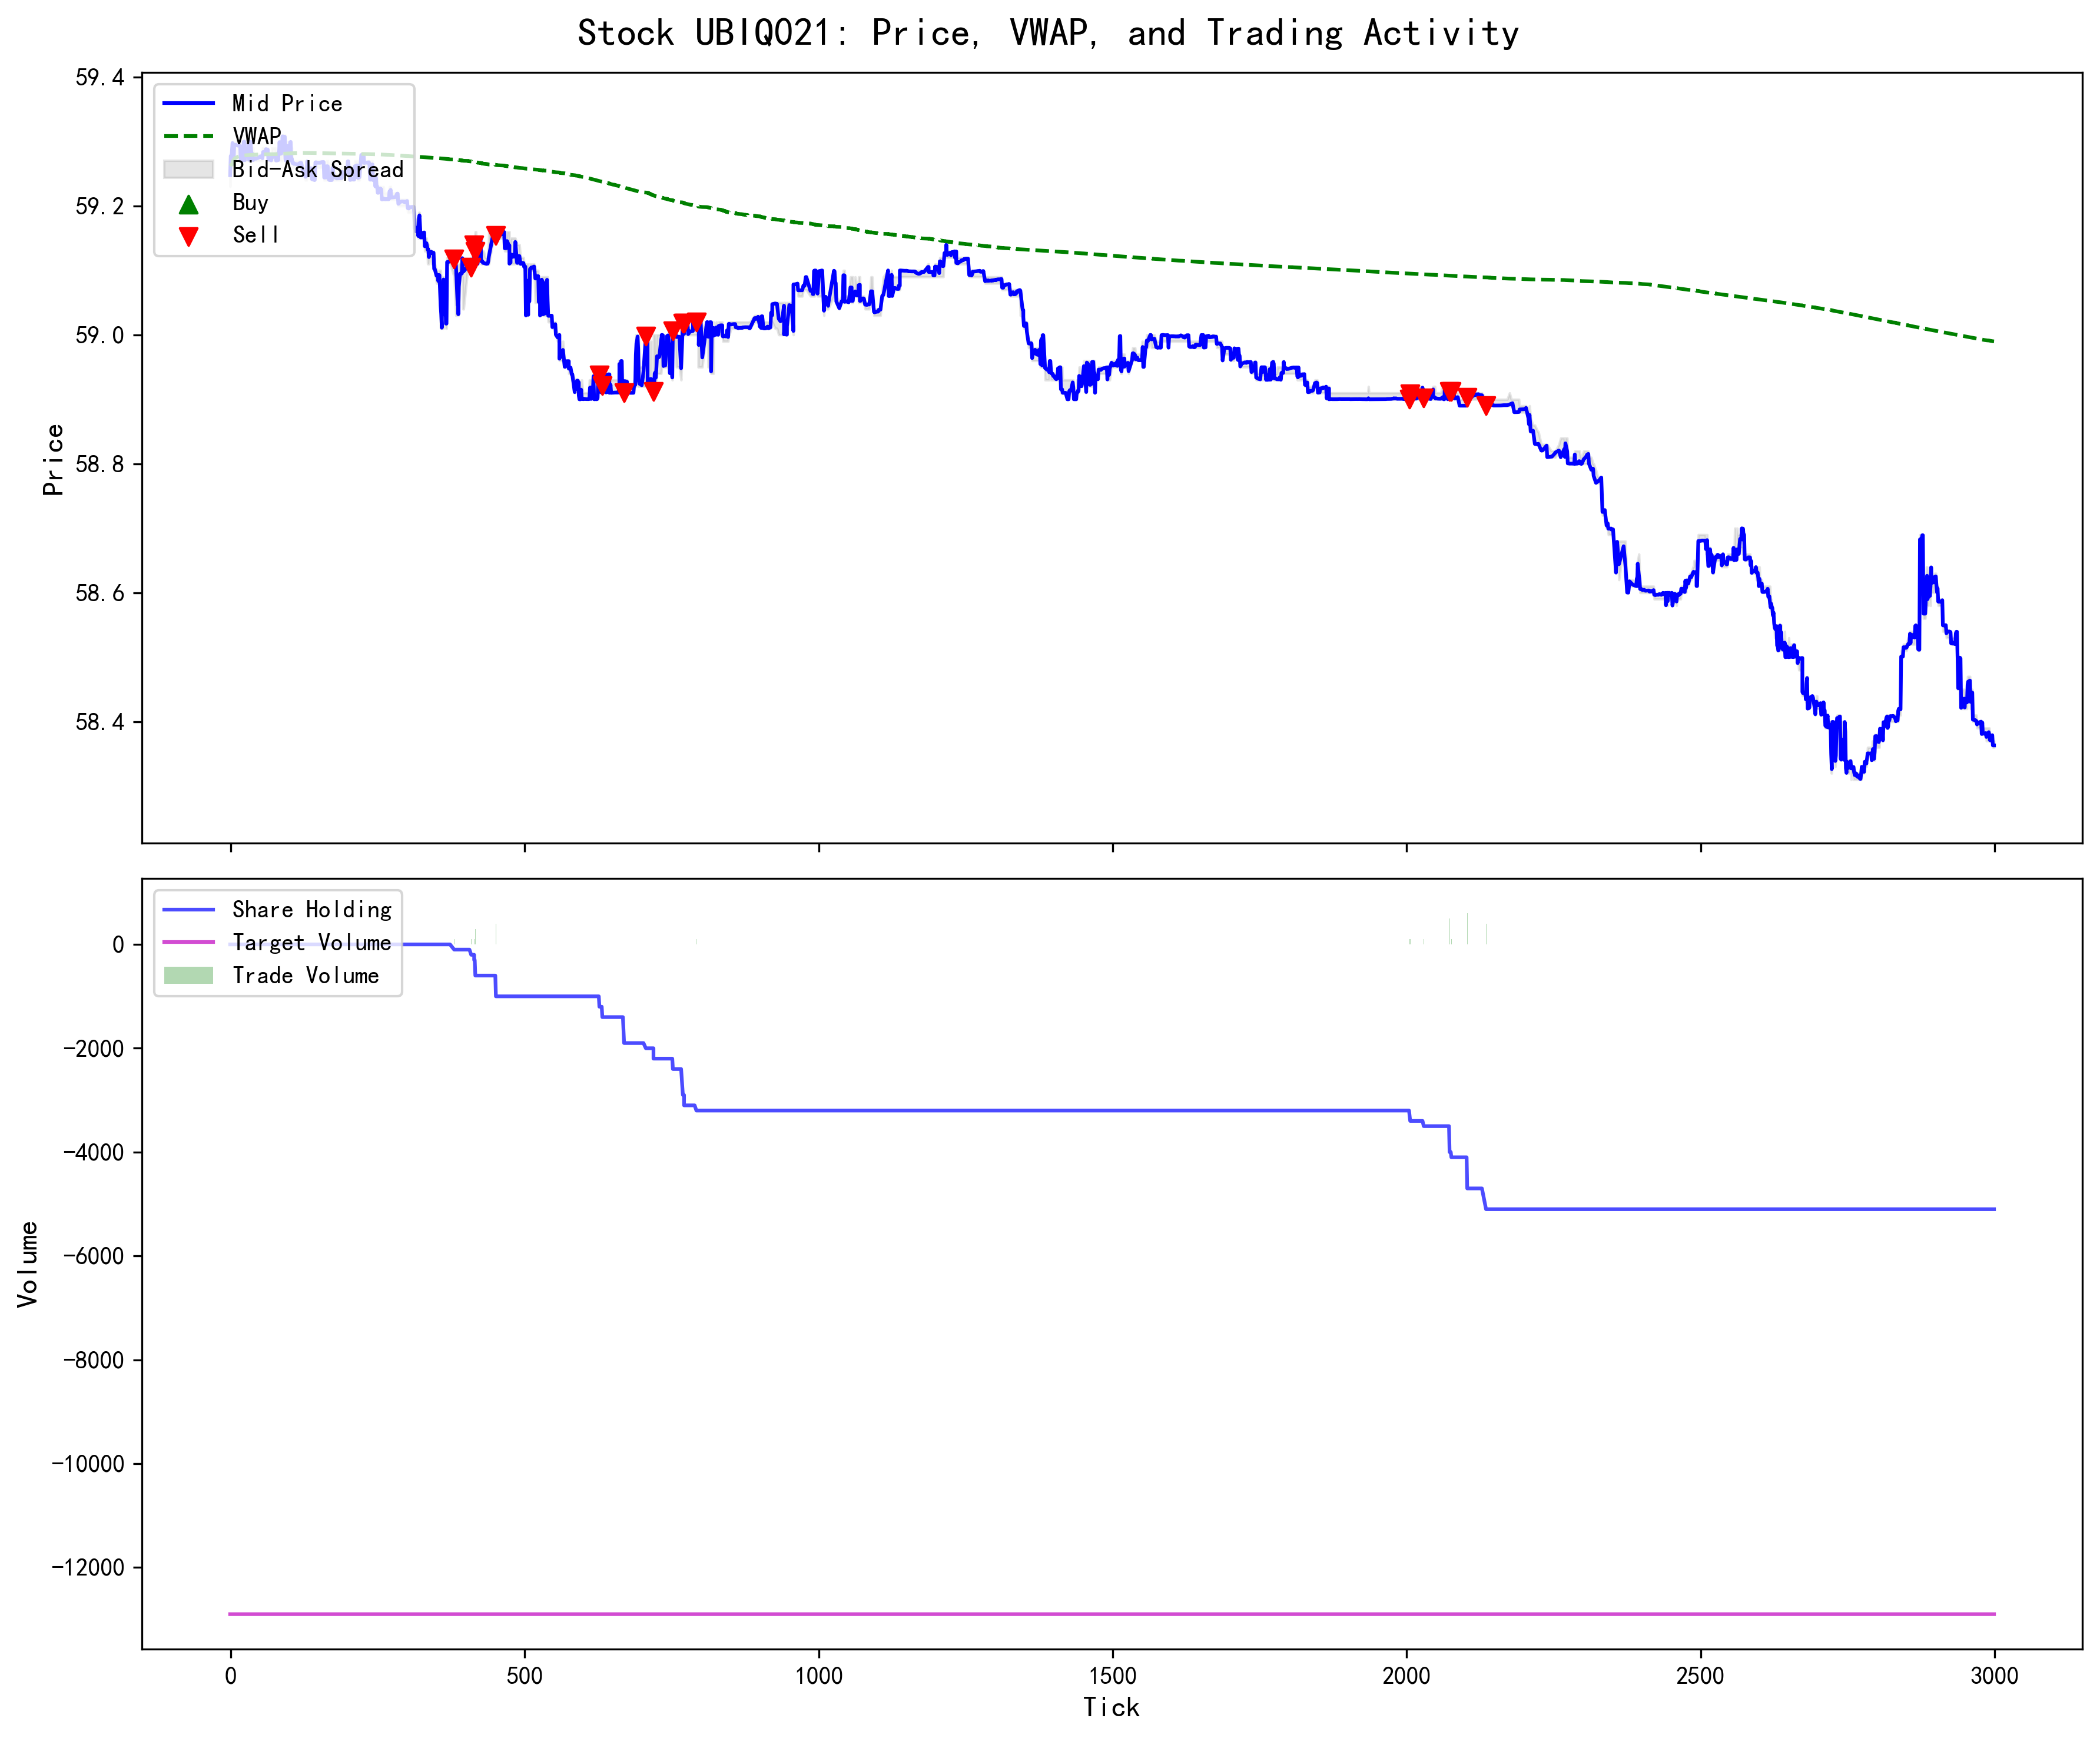 Stock UBIQ021: Price, VWAP, and Trading Activity
59.4
59.2
59.0
58.8
58.6
58.4
Price
Mid Price
VWAP
Bid-Ask Spread
Buy
Sell
0
−2000
−4000
−6000
−8000
−10000
−12000
Volume
Share Holding
Target Volume
Trade Volume
0
500
1000
1500
2000
2500
3000
Tick